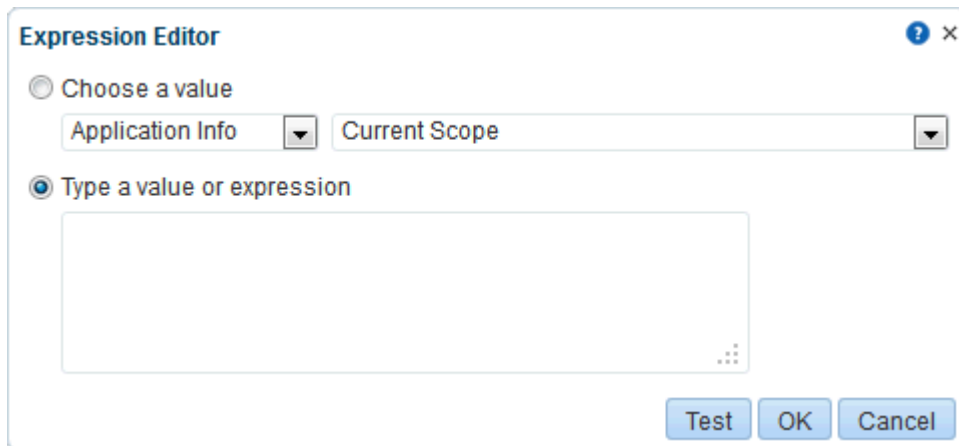 Expression Editor
Choose a value
Application Info Current Scope
Type a value or expression
Test OK Cancel